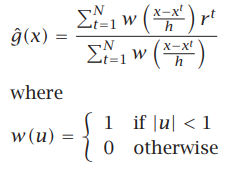 ĝ(x) = \frac{\sum_{t=1}^{N} w\left(\frac{x-x^t}{h}\right) r^t}{\sum_{t=1}^{N} w\left(\frac{x-x^t}{h}\right)}
where
w(u) = \begin{cases} 1 & \text{if } |u| < 1 \\ 0 & \text{otherwise} \end{cases}